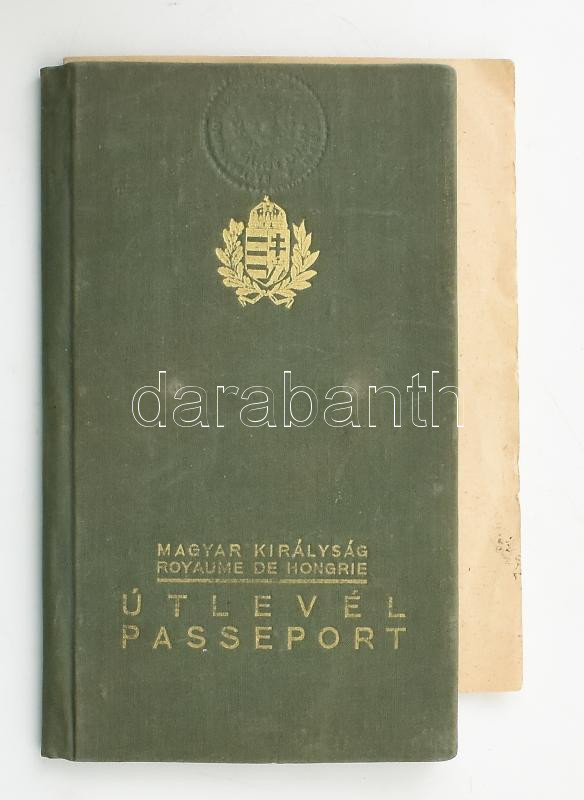 darabanth
MAGYAR KIRÁLYSÁG
ROYAUME DE HONGRIE
ÚTLEVÉL
PASSEPORT